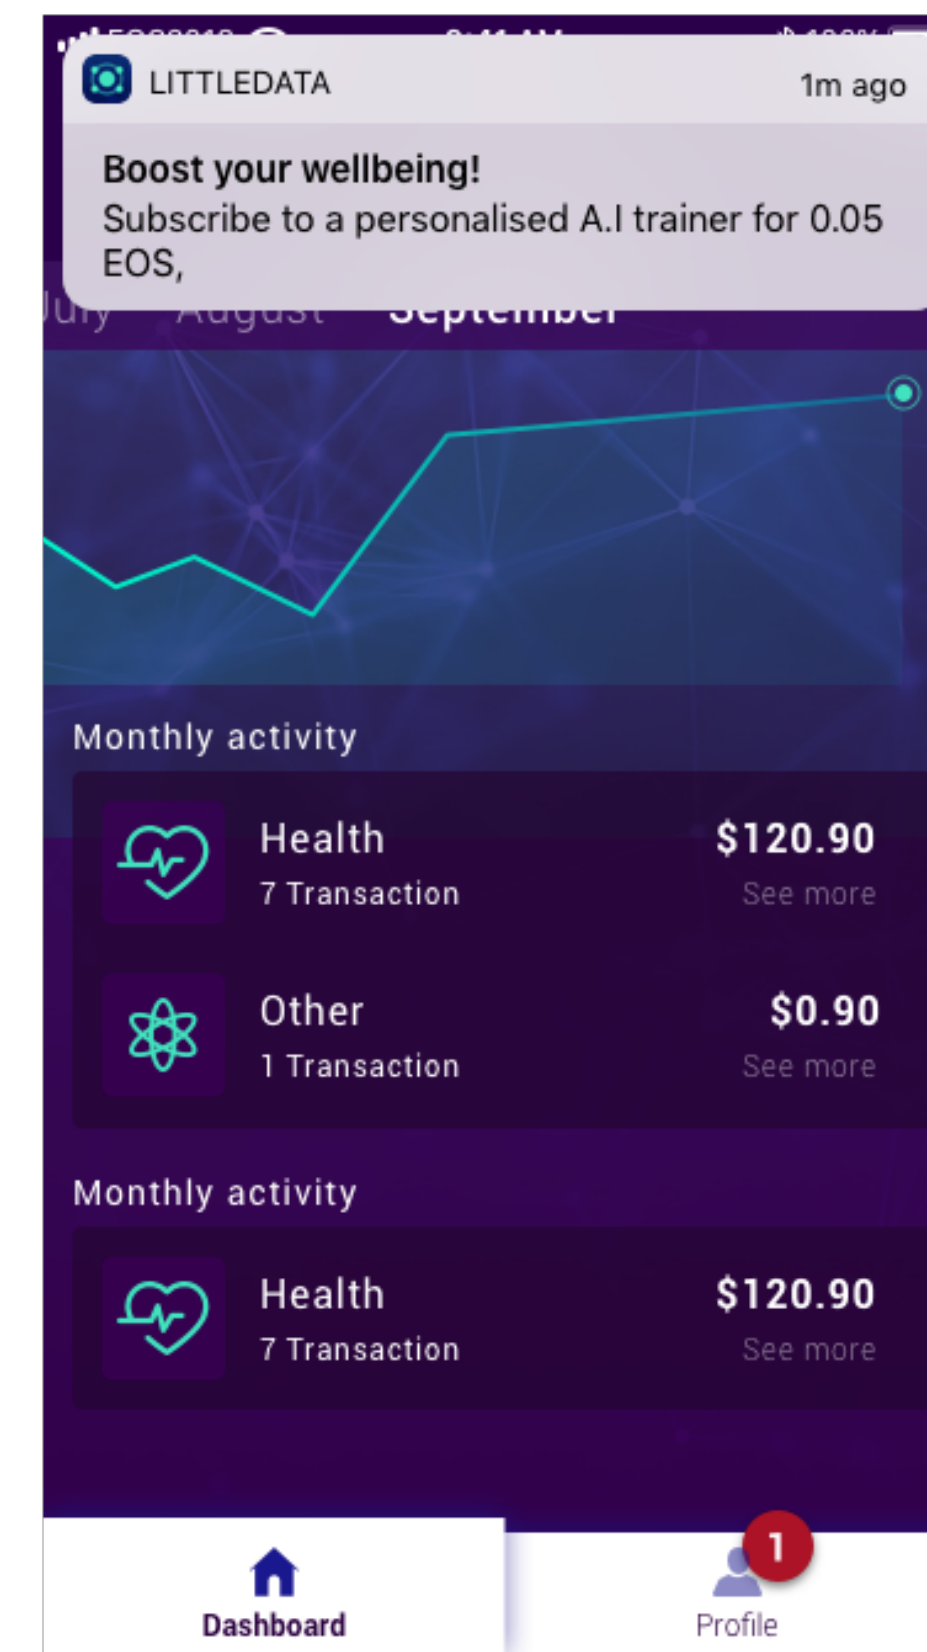 LITTLEDATA
1m ago
Boost your wellbeing!
Subscribe to a personalised A.I trainer for 0.05
EOS,
July August September
Monthly activity
Health
$120.90
7 Transaction
See more
Other
$0.90
1 Transaction
See more
Monthly activity
Health
$120.90
7 Transaction
See more
1
Dashboard
Profile